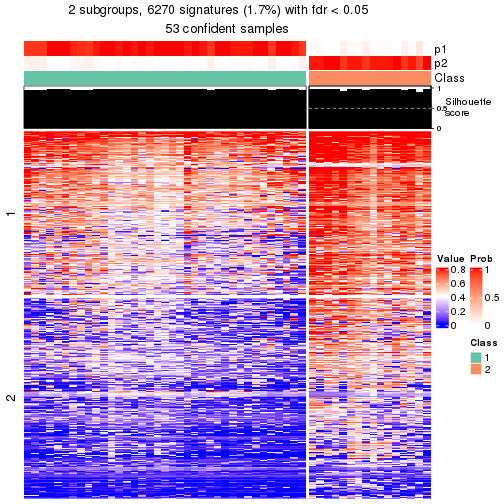 2 subgroups, 6270 signatures (1.7%) with fdr < 0.05
53 confident samples
p1
p2
Class
1
0.5
0
Silhouette
score
1
2
Value
0.8
0.6
0.4
0.2
0
Prob
1
0.5
0
Class
1
2